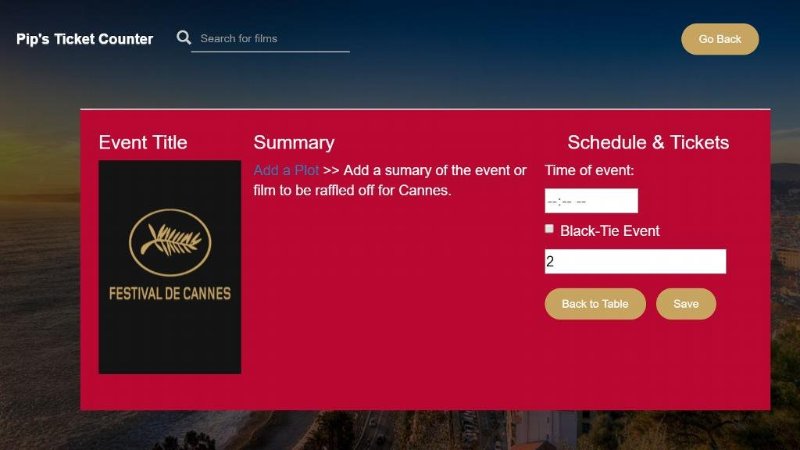 Pip's Ticket Counter
Search for films
Go Back
Event Title
FESTIVAL DE CANNES
Summary
Add a Plot >> Add a sumary of the event or
film to be raffled off for Cannes.
Schedule & Tickets
Time of event:
--:-- --
Black-Tie Event
2
Back to Table
Save